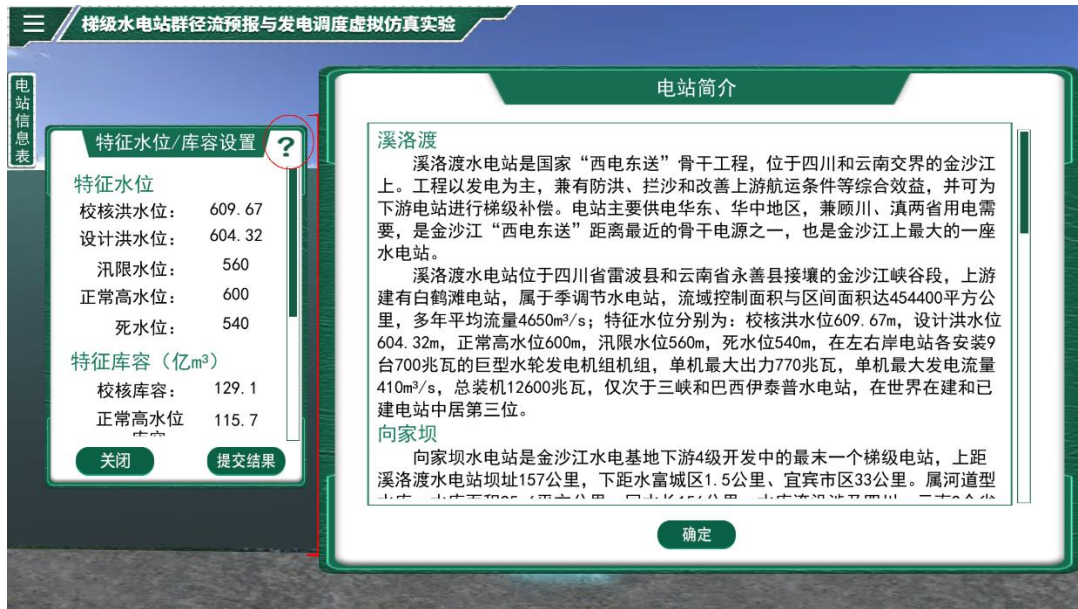 梯级水电站群径流预报与发电调度虚拟仿真实验
电站信息表
特征水位/库容设置 ?
特征水位
校核洪水位： 609.67
设计洪水位： 604.32
汛限水位： 560
正常高水位： 600
死水位： 540
特征库容（亿m³）
校核库容： 129.1
正常高水位 115.7
关闭 提交结果
电站简介
溪洛渡
溪洛渡水电站是国家“西电东送”骨干工程，位于四川和云南交界的金沙江
上。工程以发电为主，兼有防洪、拦沙和改善上游航运条件等综合效益，并可为
下游电站进行梯级补偿。电站主要供电华东、华中地区，兼顾川、滇两省用电需
要，是金沙江“西电东送”距离最近的骨干电源之一，也是金沙江上最大的一座
水电站。
溪洛渡水电站位于四川省雷波县和云南省永善县接壤的金沙江峡谷段，上游
建有白鹤滩电站，属于季调节水电站，流域控制面积与区间面积达454400平方公
里，多年平均流量4650m³/s；特征水位分别为：校核洪水位609.67m，设计洪水位
604.32m，正常高水位600m，汛限水位560m，死水位540m，在左右岸电站各安装9
台700兆瓦的巨型水轮发电机组机组，单机最大出力770兆瓦，单机最大发电流量
410m³/s，总装机12600兆瓦，仅次于三峡和巴西伊泰普水电站，在世界在建和已
建电站中居第三位。
向家坝
向家坝水电站是金沙江水电基地下游4级开发中的最末一个梯级电站，上距
溪洛渡水电站坝址157公里，下距水富城区1.5公里、宜宾市区33公里。属河道型
确定